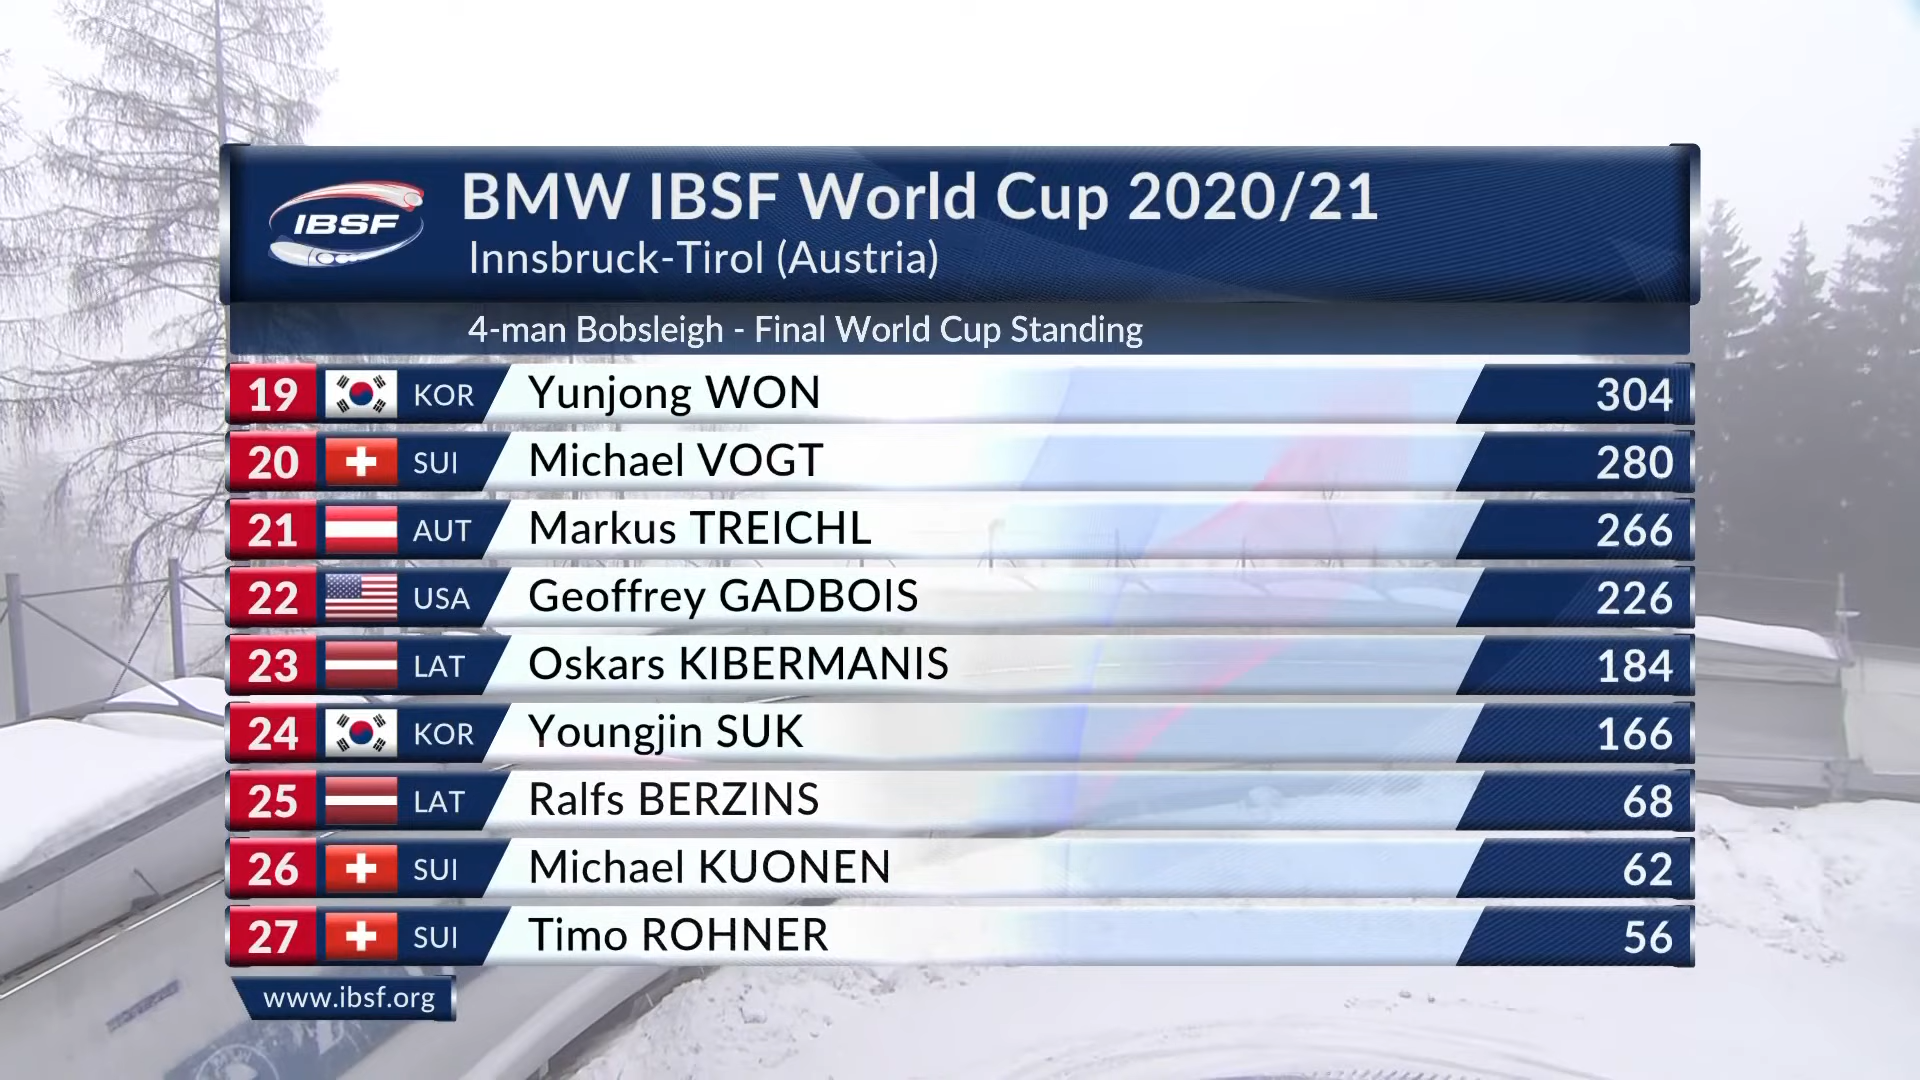 IBSF
BMW IBSF World Cup 2020/21
Innsbruck-Tirol (Austria)
4-man Bobsleigh - Final World Cup Standing
19 KOR Yunjong WON 304
20 SUI Michael VOGT 280
21 AUT Markus TREICHL 266
22 USA Geoffrey GADBOIS 226
23 LAT Oskars KIBERMANIS 184
24 KOR Youngjin SUK 166
25 LAT Ralfs BERZINS 68
26 SUI Michael KUONEN 62
27 SUI Timo ROHNER 56
www.ibsf.org